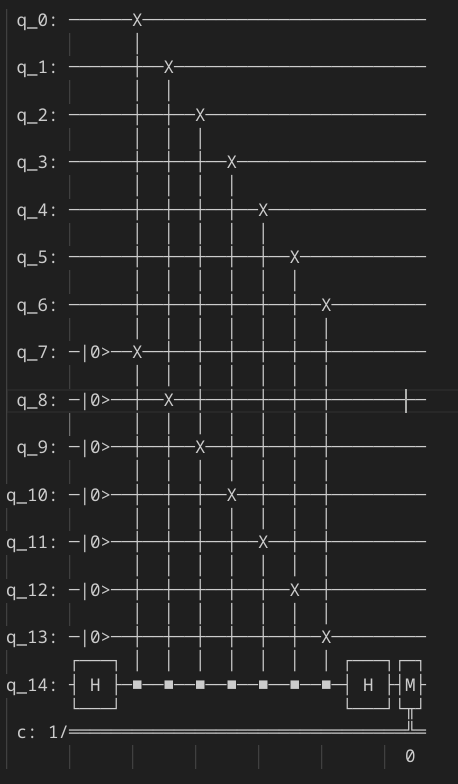 q_0: X
q_1: X
q_2: X
q_3: X
q_4: X
q_5: X
q_6: X
q_7: |0> X
q_8: |0> X
q_9: |0> X
q_10: |0> X
q_11: |0> X
q_12: |0> X
q_13: |0> X
q_14: H H M
c: 1/
0